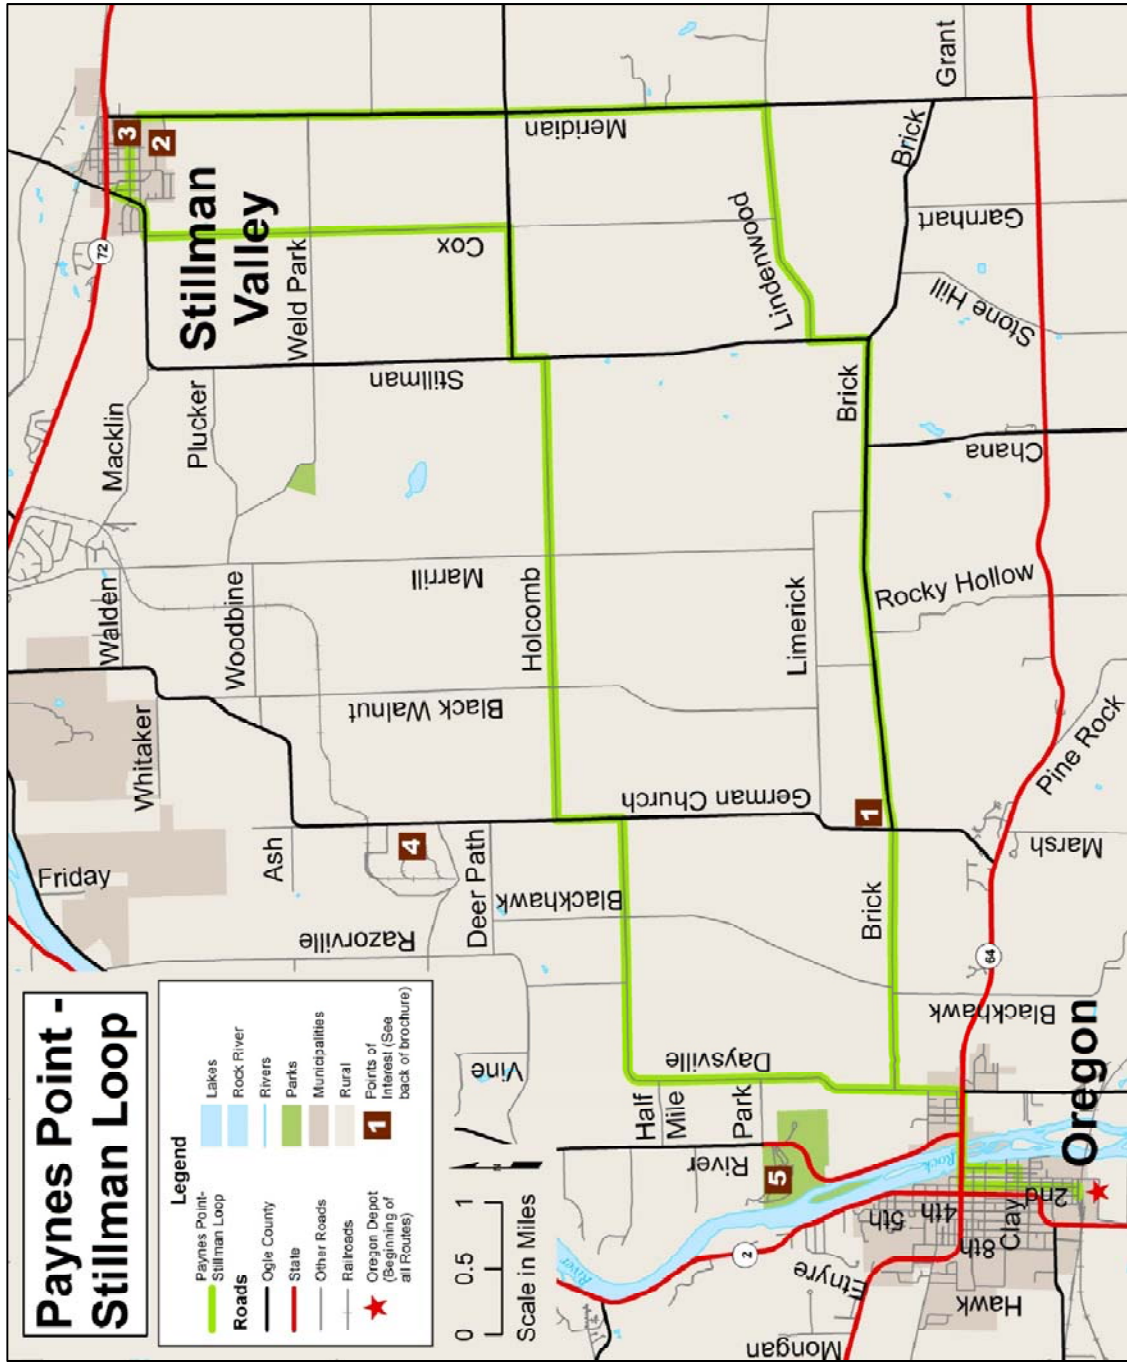 Paynes Point -
Stillman Loop
Legend
Paynes Point-
Stillman Loop
Roads
Ogle County
State
Other Roads
Railroads
Oregon Depot
(Beginning of
all Routes)
Lakes
Rock River
Rivers
Parks
Municipalities
Rural
1
Points of
Interest (See
back of brochure)
N
0 0.5 1
Scale in Miles
Friday
Whitaker
Walden
Macklin
Plucker
Woodbine
Ash
Razorville
Deer Path
Vine
72
3
2
Stillman
Valley
Weld Park
Cox
Meridian
Stillman
Marrill
Black Walnut
German Church
4
Blackhawk
Holcomb
Lindenwood
Grant
Brick
Garnhart
Stone Hill
Brick
Chana
Limerick
Rocky Hollow
1
Brick
Pine Rock
Marsh
64
Blackhawk
Daysville
Half
Mile
Park
River
5
Rock
River
2
Oregon
2nd
4th
5th
Clay
8th
Etnyre
Hawk
Mongan